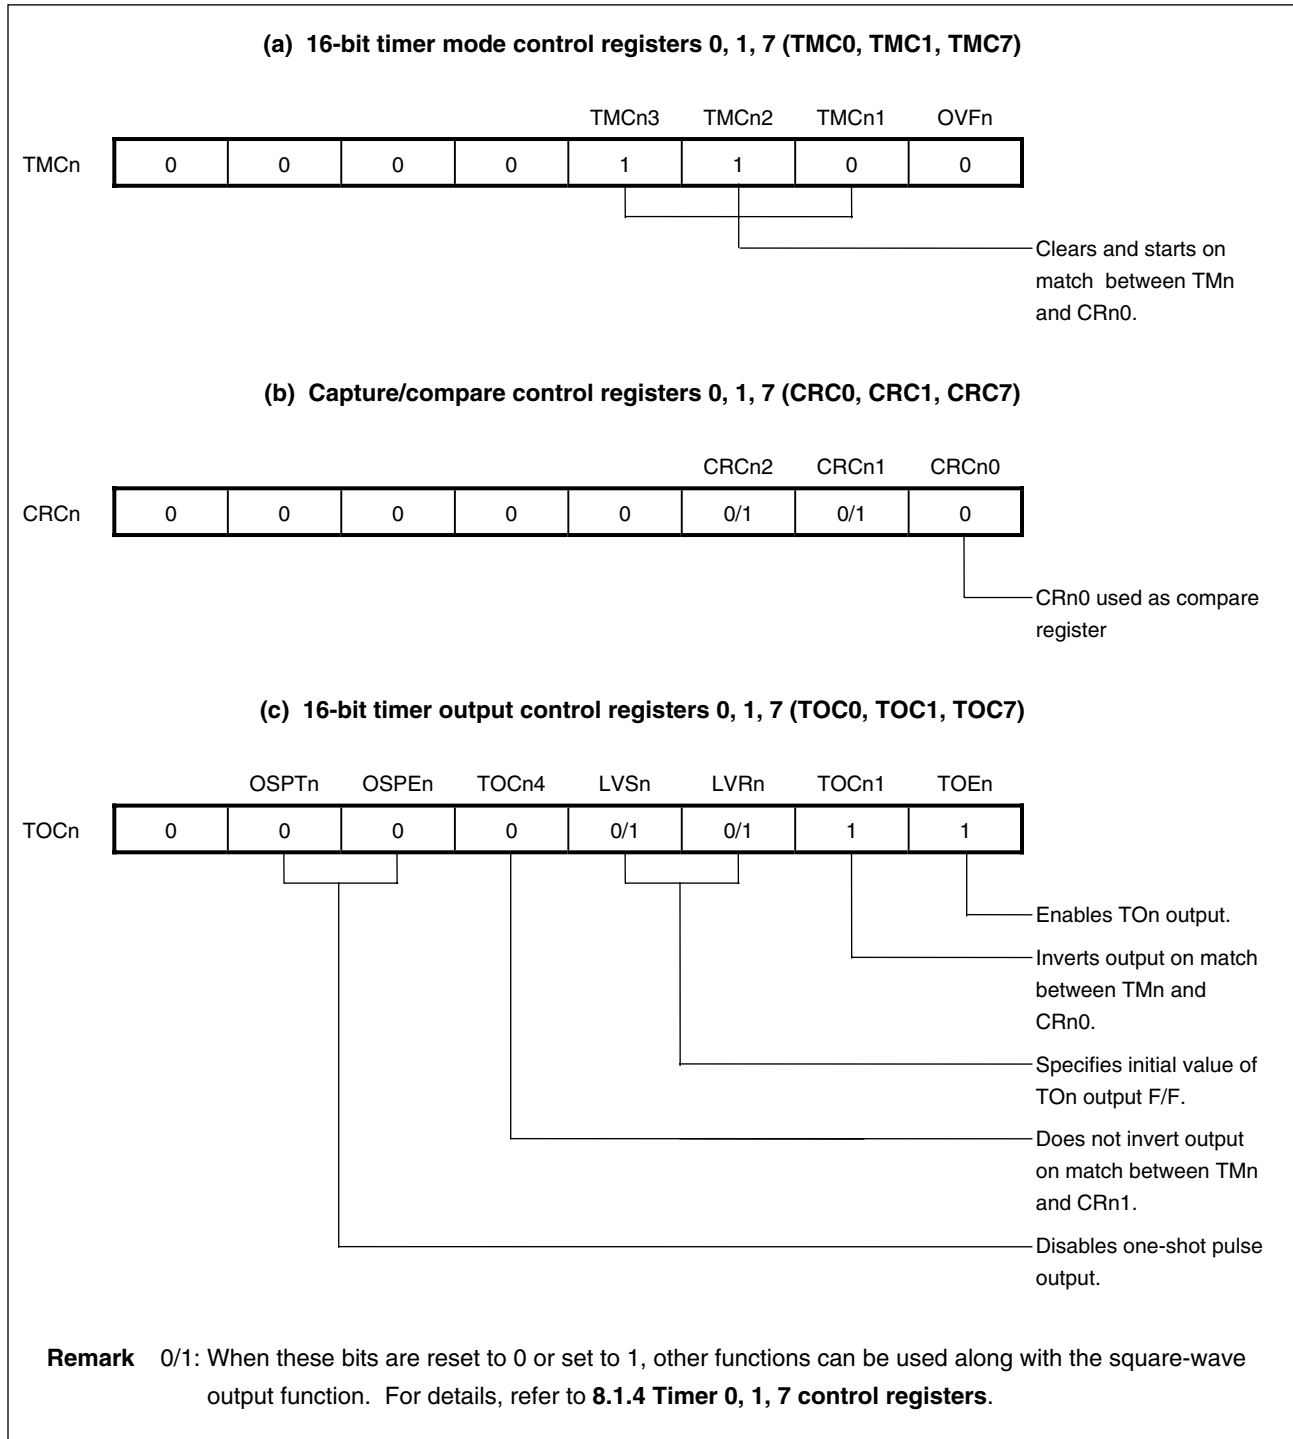 (a) 16-bit timer mode control registers 0, 1, 7 (TMC0, TMC1, TMC7)
TMCn3 TMCn2 TMCn1 OVFn
TMCn 0 0 0 0 1 1 0 0
Clears and starts on
match between TMn
and CRn0.
(b) Capture/compare control registers 0, 1, 7 (CRC0, CRC1, CRC7)
CRCn2 CRCn1 CRCn0
CRCn 0 0 0 0 0 0/1 0/1 0
CRn0 used as compare
register
(c) 16-bit timer output control registers 0, 1, 7 (TOC0, TOC1, TOC7)
OSPTn OSPEn TOCn4 LVSn LVRn TOCn1 TOEn
TOCn 0 0 0 0 0/1 0/1 1 1
Enables TOn output.
Inverts output on match
between TMn and
CRn0.
Specifies initial value of
TOn output F/F.
Does not invert output
on match between TMn
and CRn1.
Disables one-shot pulse
output.
Remark 0/1: When these bits are reset to 0 or set to 1, other functions can be used along with the square-wave
output function. For details, refer to 8.1.4 Timer 0, 1, 7 control registers.